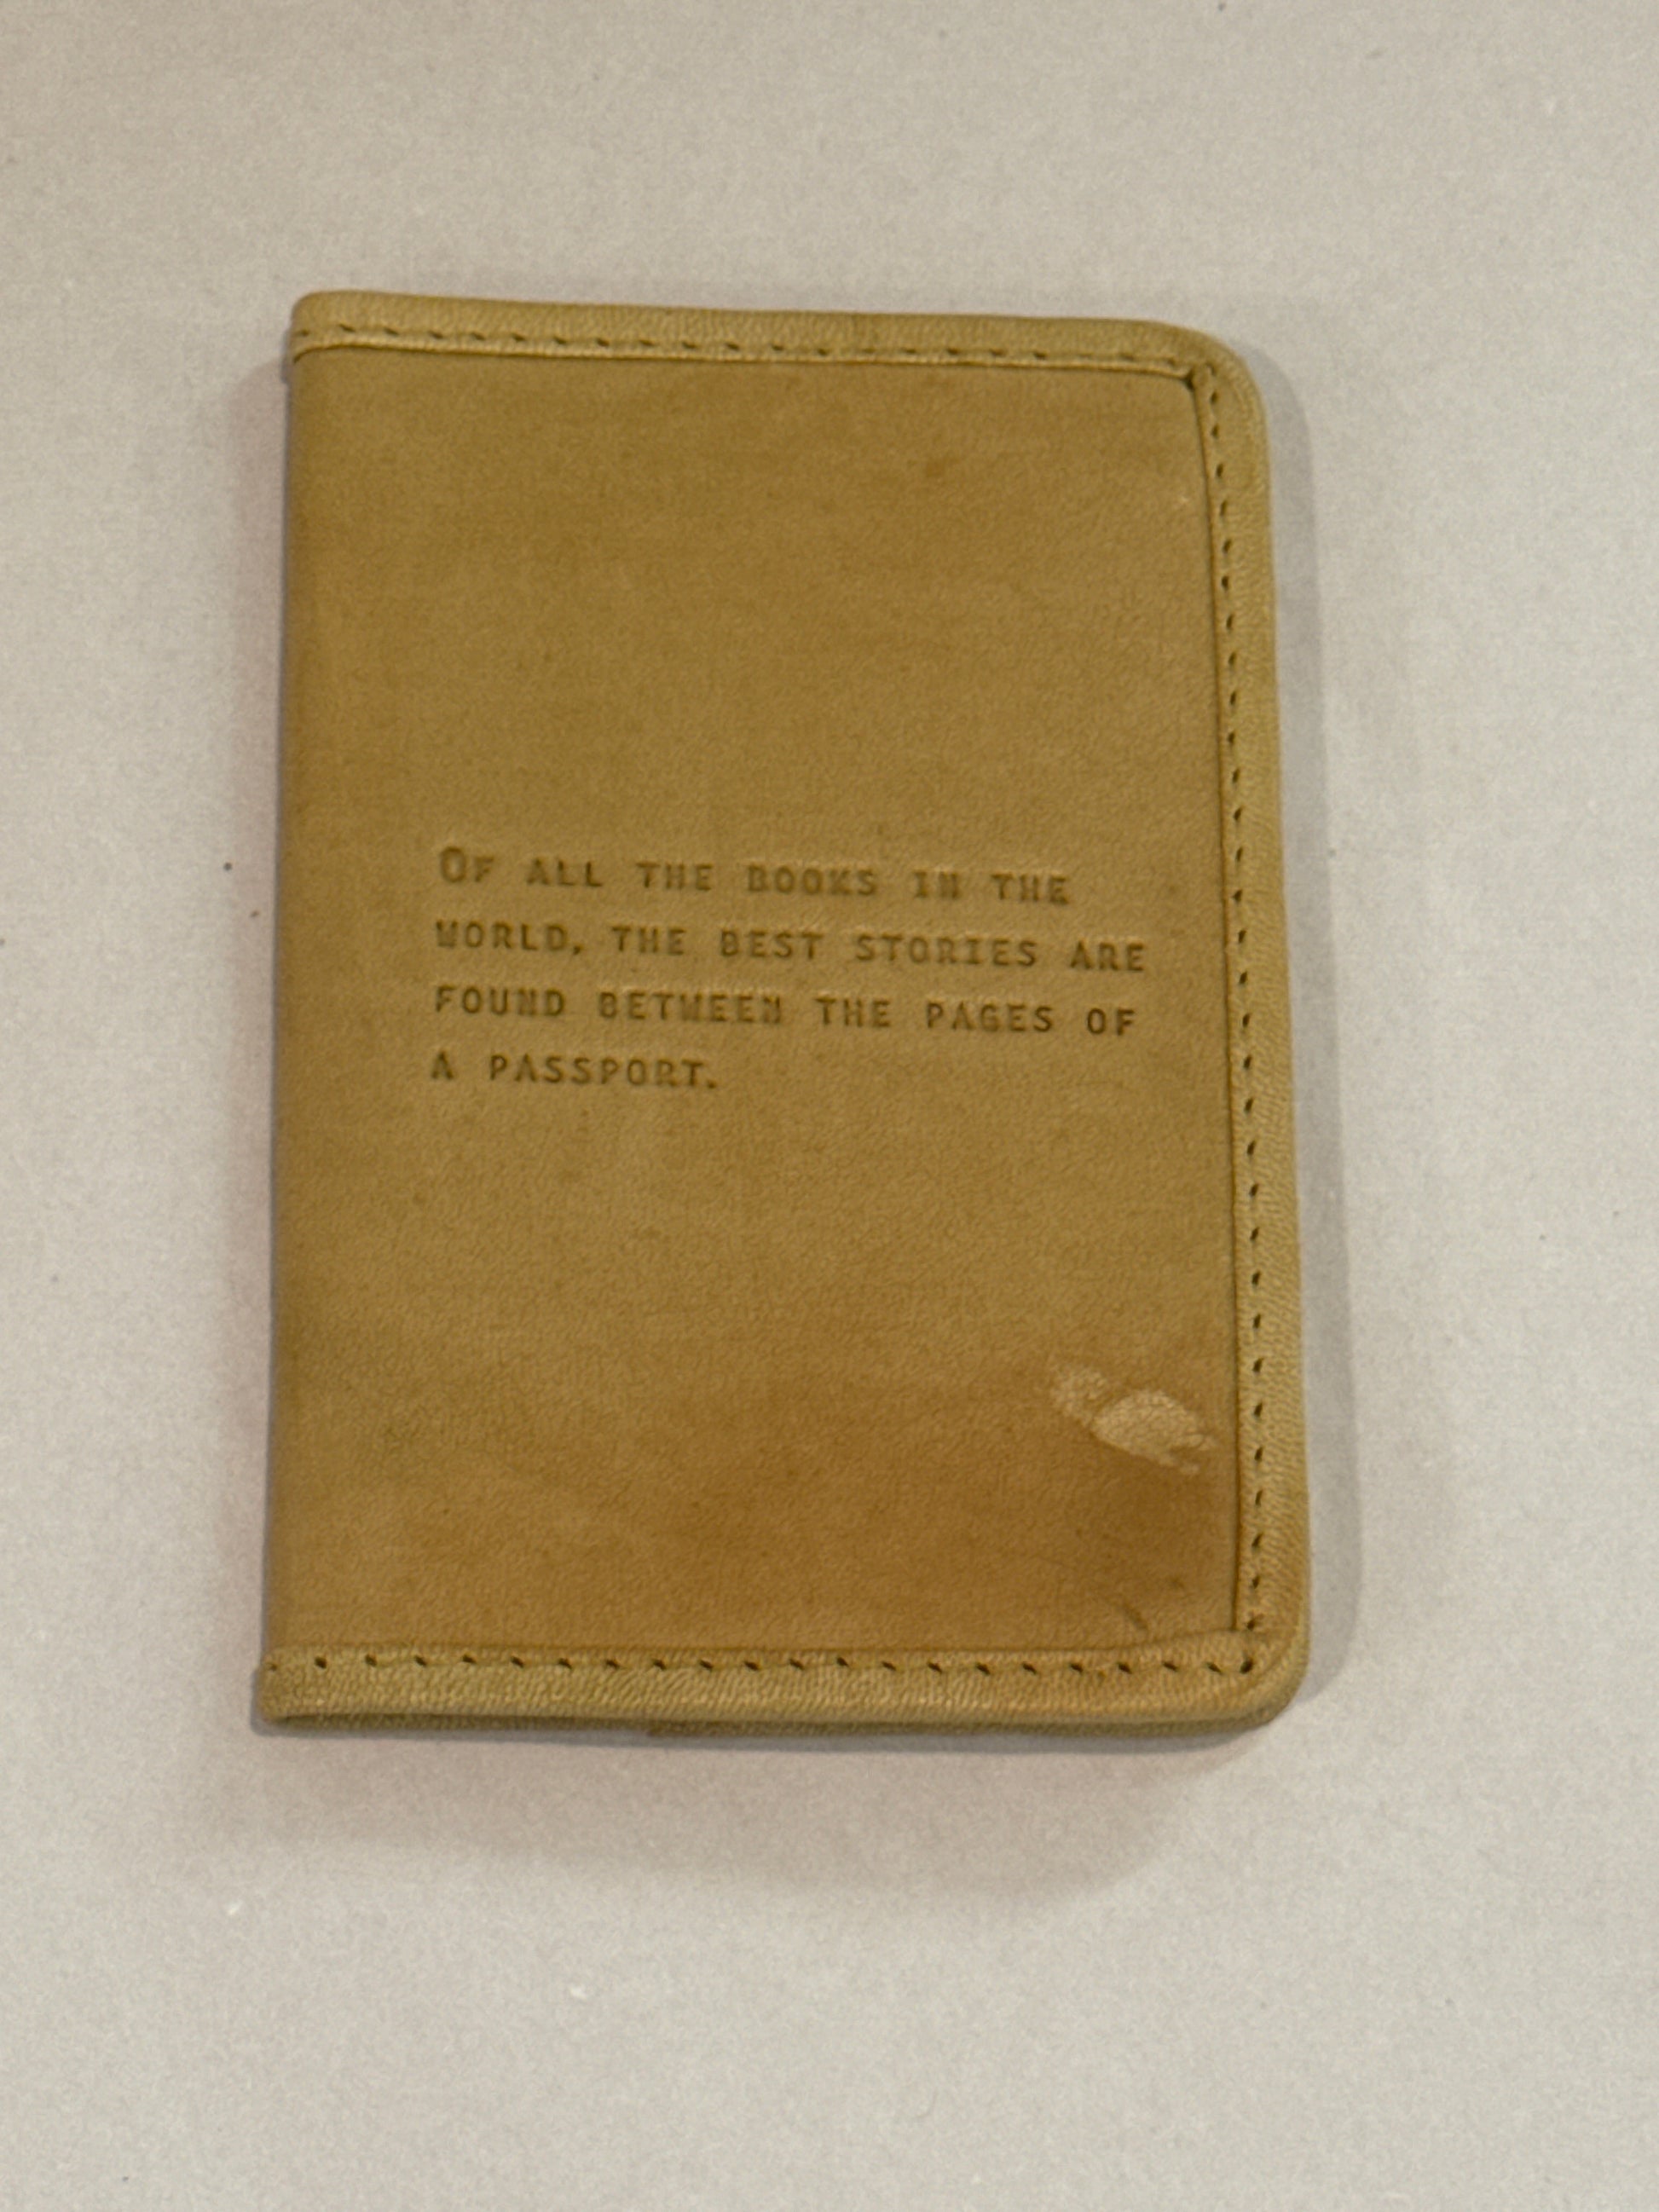 OF ALL THE BOOKS IN THE
WORLD, THE BEST STORIES ARE
FOUND BETWEEN THE PAGES OF
A PASSPORT.